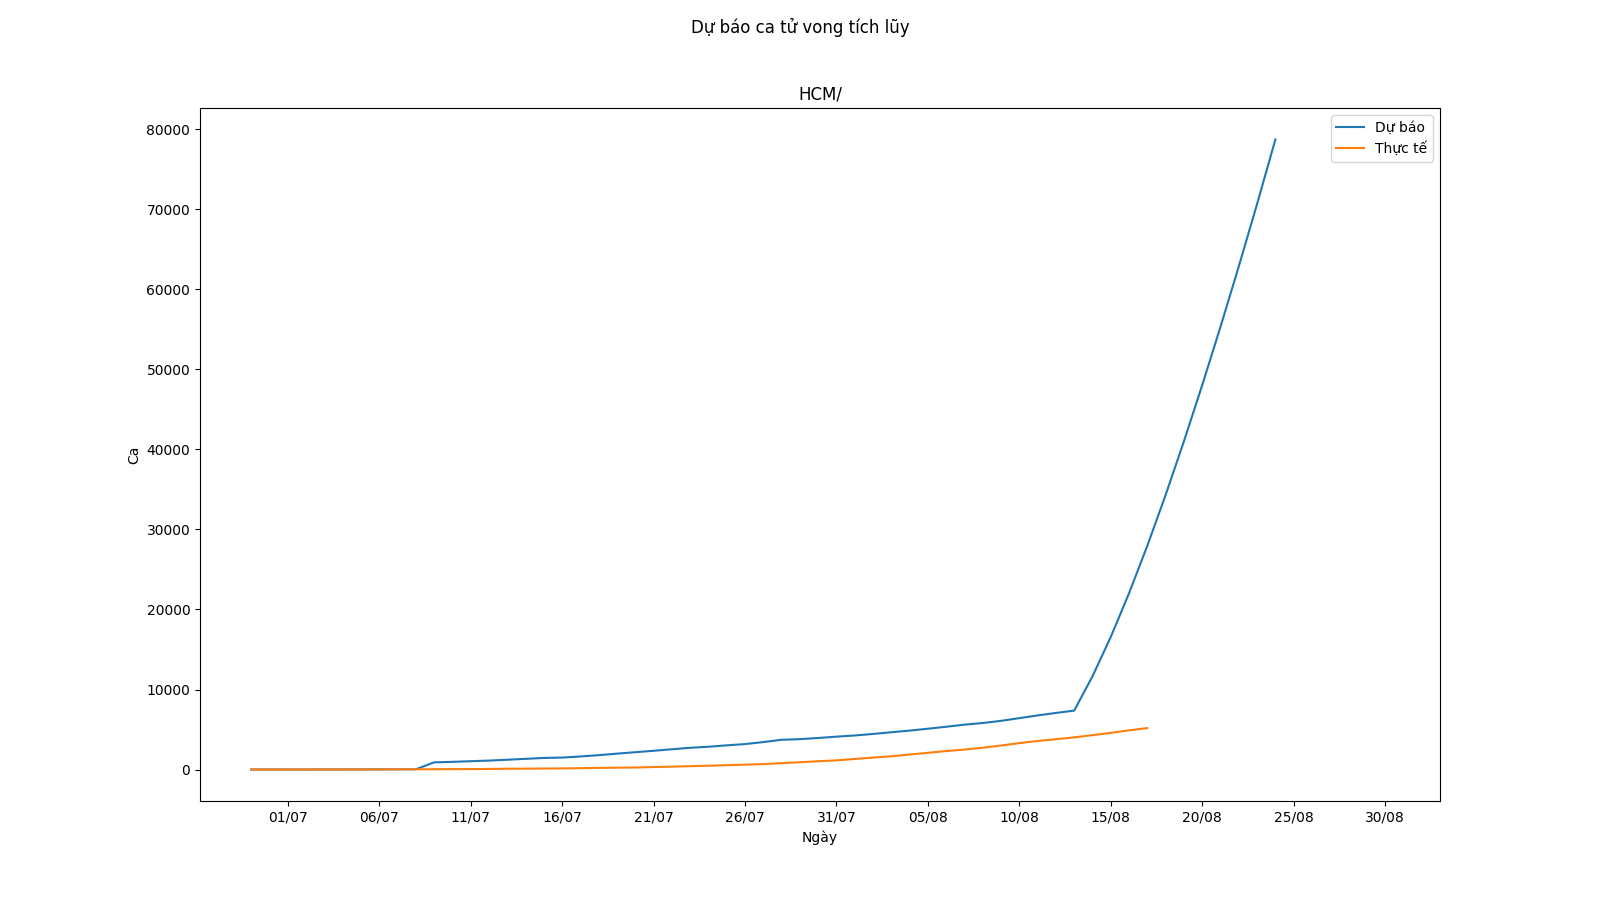 Dự báo ca tử vong tích lũy
HCM/
Dự báo
Thực tế
80000
70000
60000
50000
40000
30000
20000
10000
0
Ca
01/07 06/07 11/07 16/07 21/07 26/07 31/07 05/08 10/08 15/08 20/08 25/08 30/08
Ngày